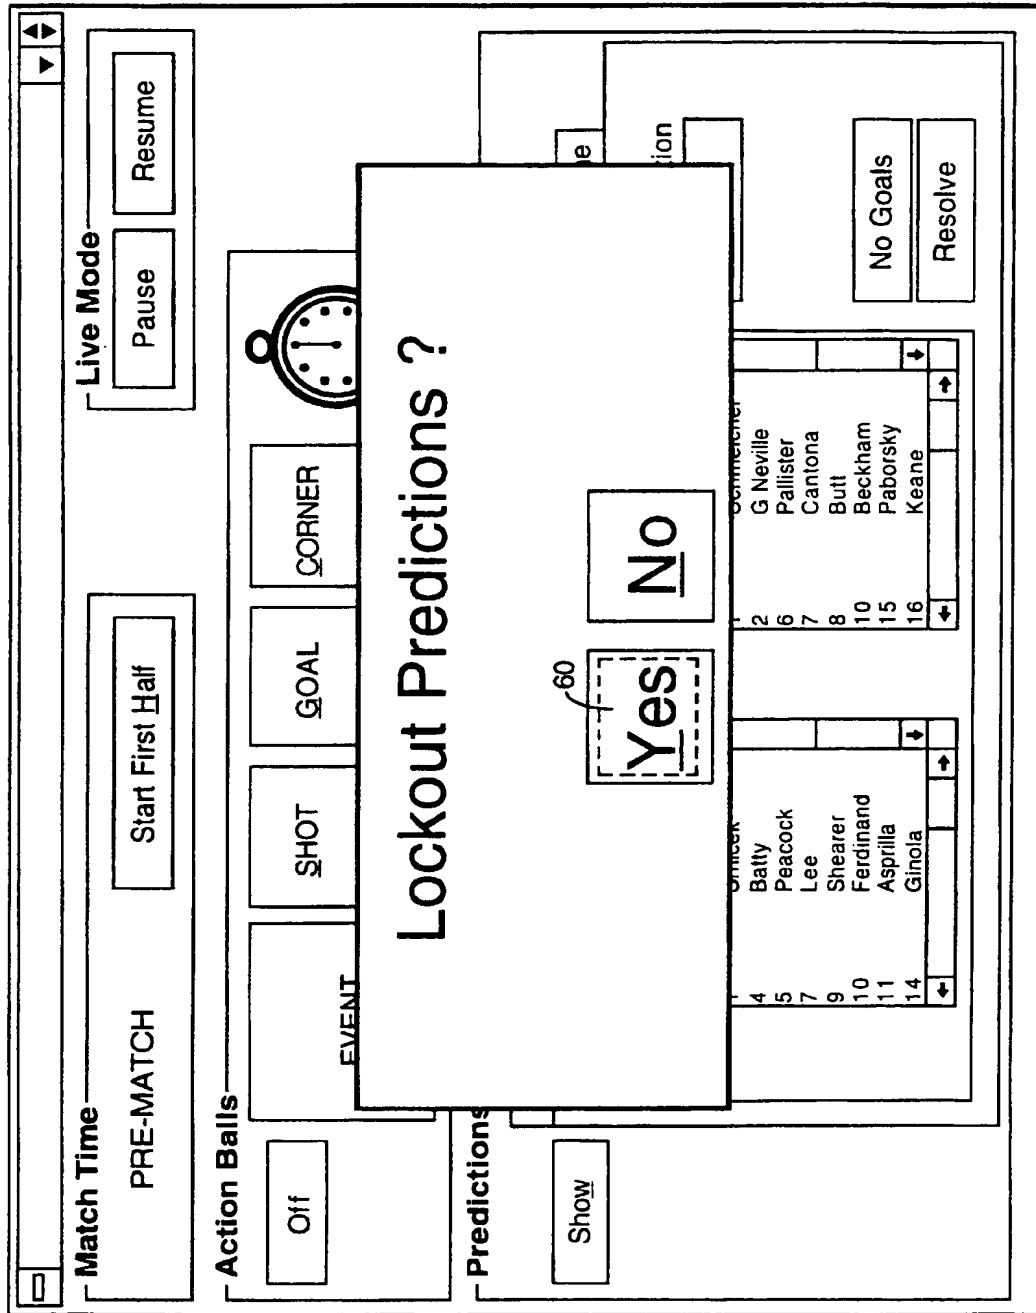 Match Time
PRE-MATCH
Start First Half
Live Mode
Pause
Resume
Action Balls
Off
EVENT
SHOT
GOAL
CORNER
Predictions
Show
Lockout Predictions ?
Yes
No
60
4 Batty
5 Peacock
7 Lee
9 Shearer
10 Ferdinand
11 Asprilla
14 Ginola
2 G Neville
6 Pallister
7 Cantona
8 Butt
10 Beckham
15 Paborsky
16 Keane
No Goals
Resolve